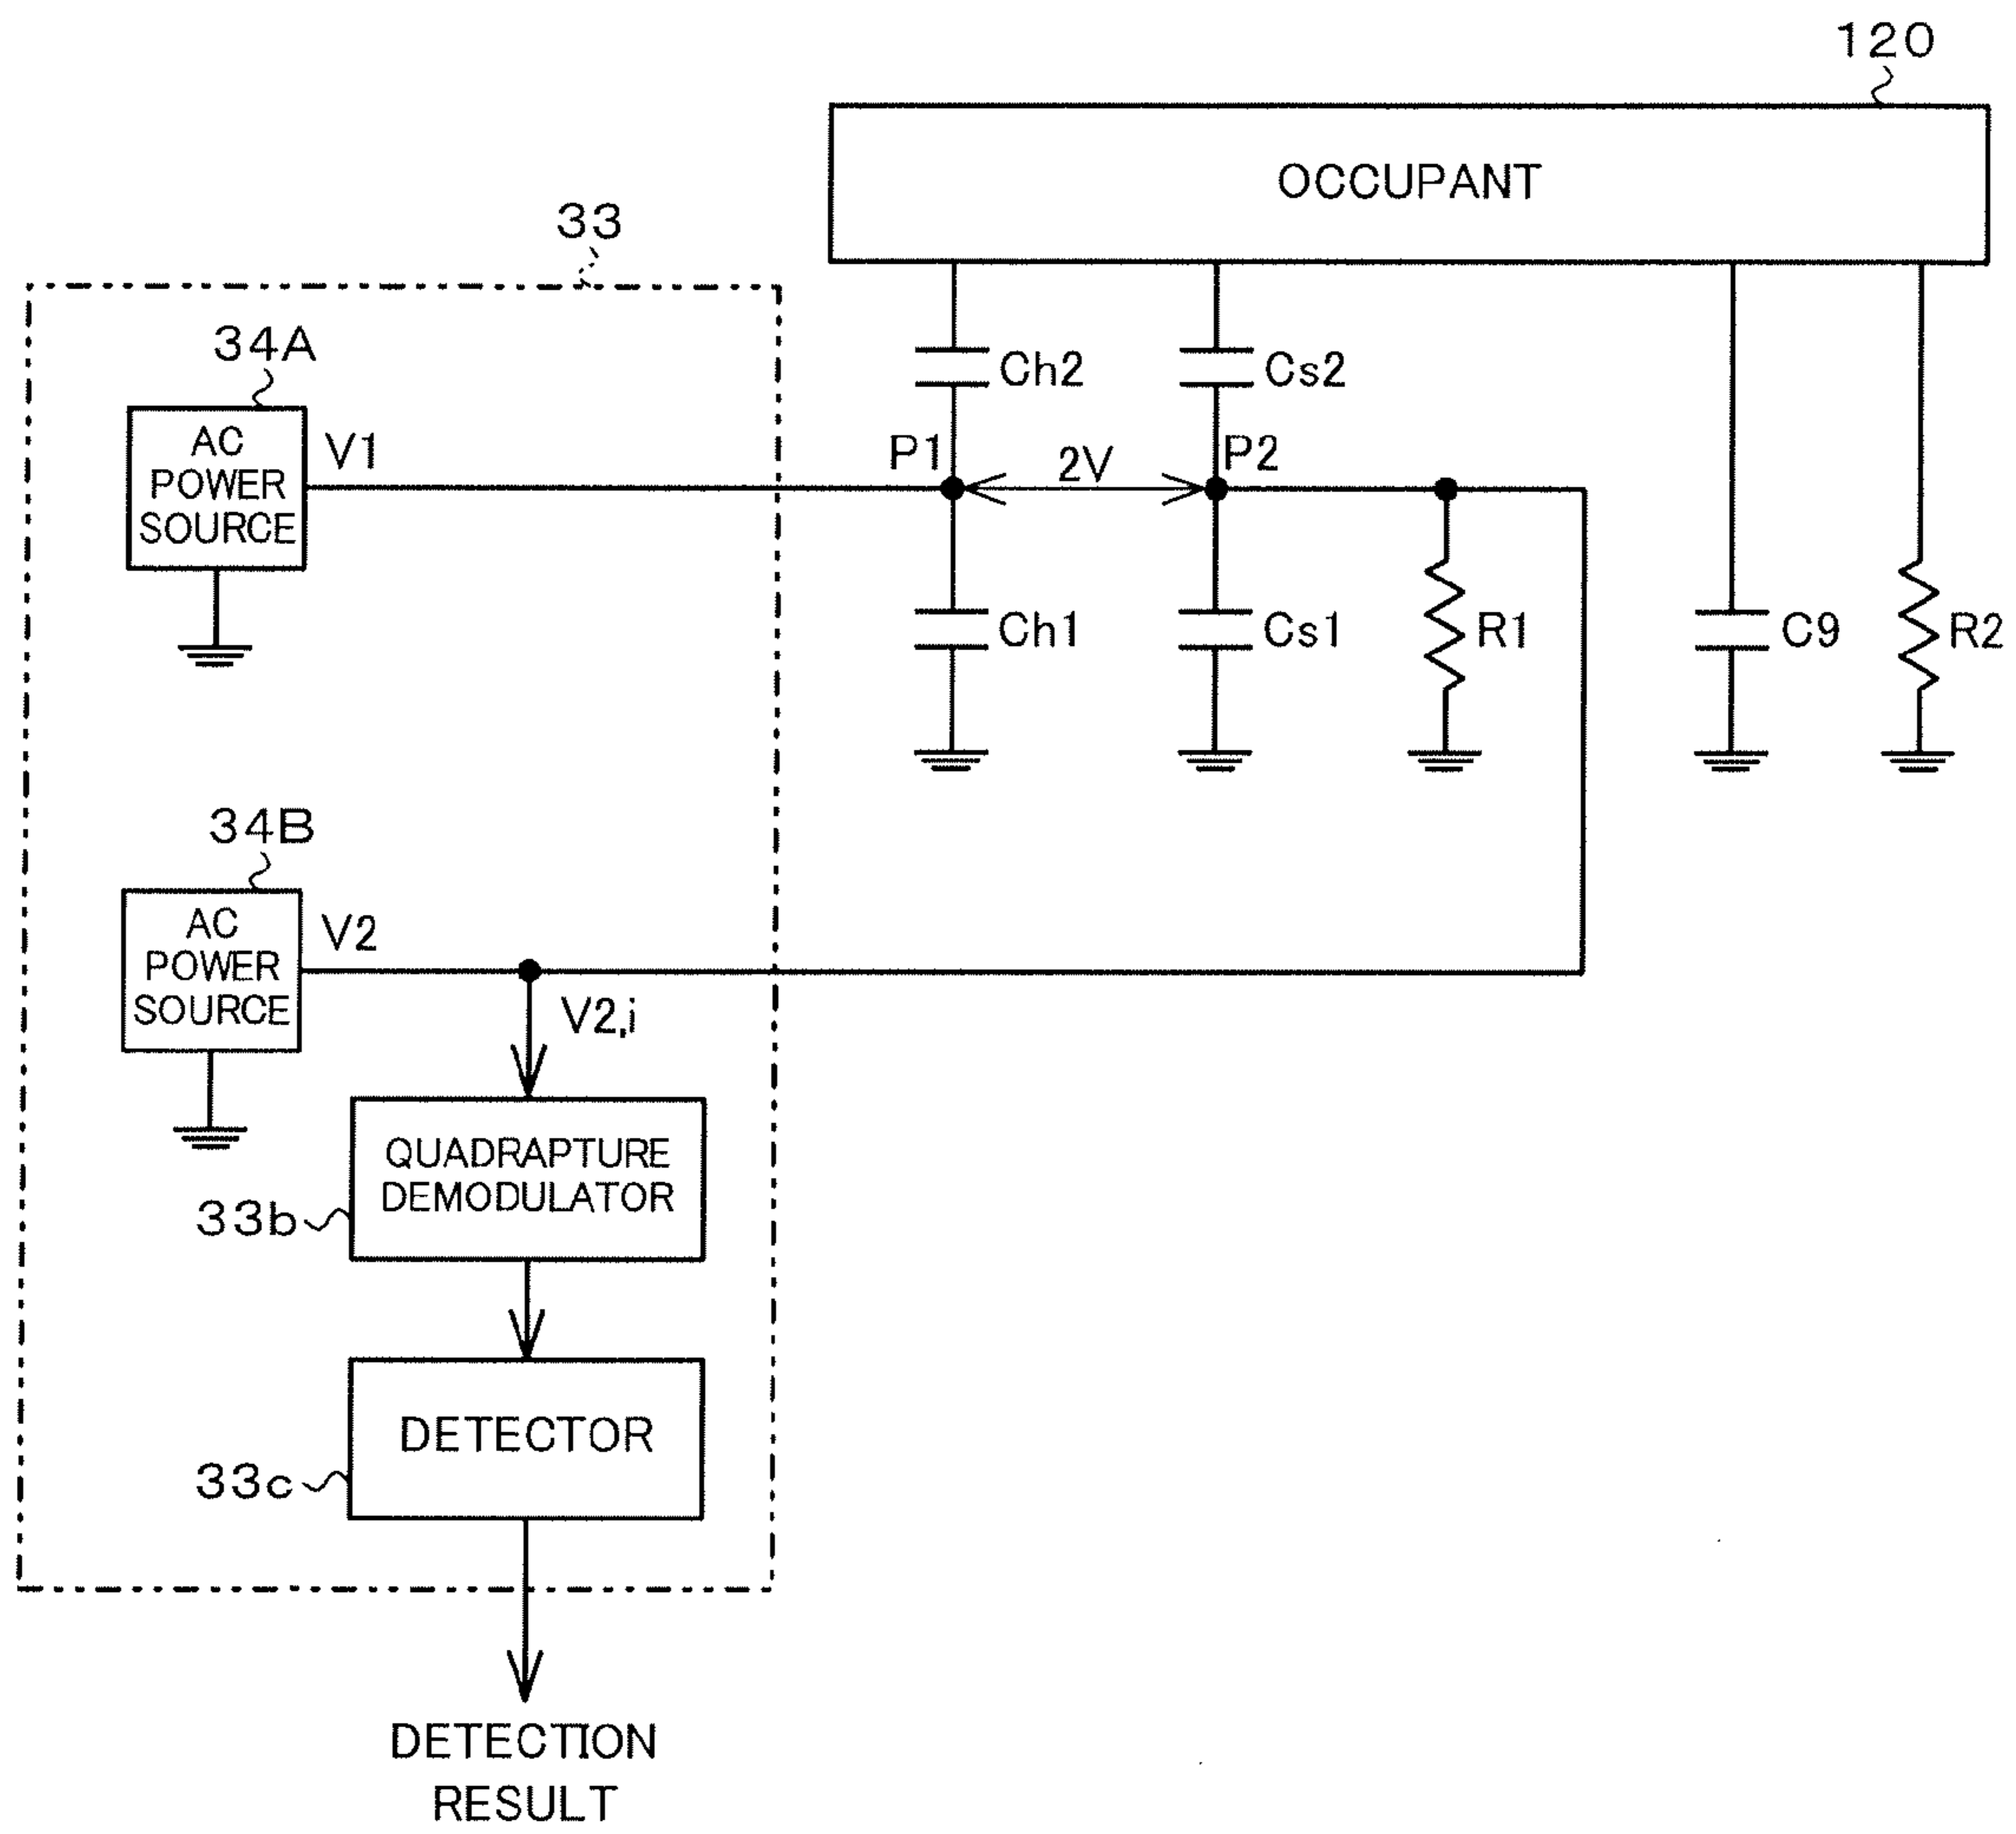 120
OCCUPANT
33
34A
AC
POWER
SOURCE
V1
Ch2
Cs2
P1
2V
P2
Ch1
Cs1
R1
C9
R2
34B
AC
POWER
SOURCE
V2
V2,i
QUADRAPTURE
DEMODULATOR
33b
DETECTOR
33c
DETECTION
RESULT